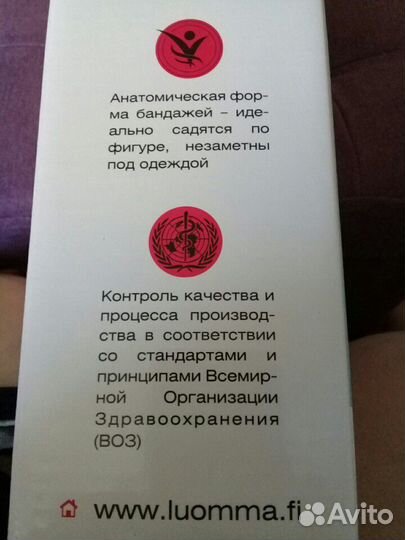 Анатомическая фор-
ма бандажей – иде-
ально садятся по
фигуре, незаметны
под одеждой
Контроль качества и
процесса производ-
ства в соответствии
со стандартами и
принципами Всемир-
ной Организации
Здравоохранения
(ВОЗ)
www.luomma.fi
Avito